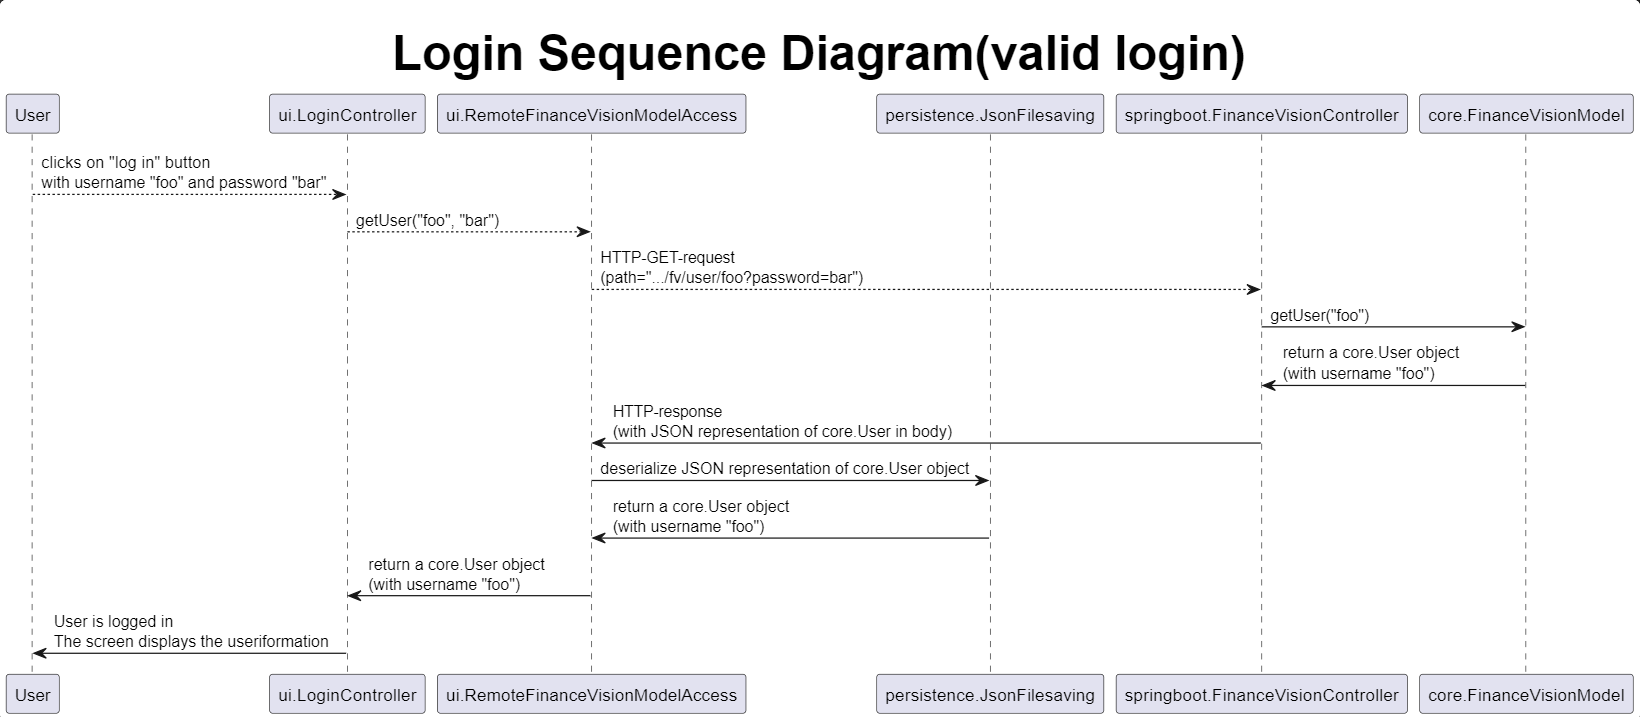 Login Sequence Diagram(valid login)
User
ui.LoginController
ui.RemoteFinanceVisionModelAccess
persistence.JsonFilesaving
springboot.FinanceVisionController
core.FinanceVisionModel
clicks on "log in" button
with username "foo" and password "bar"
getUser("foo", "bar")
HTTP-GET-request
(path=".../fv/user/foo?password=bar")
getUser("foo")
return a core.User object
(with username "foo")
HTTP-response
(with JSON representation of core.User in body)
deserialize JSON representation of core.User object
return a core.User object
(with username "foo")
return a core.User object
(with username "foo")
User is logged in
The screen displays the useriformation
User
ui.LoginController
ui.RemoteFinanceVisionModelAccess
persistence.JsonFilesaving
springboot.FinanceVisionController
core.FinanceVisionModel